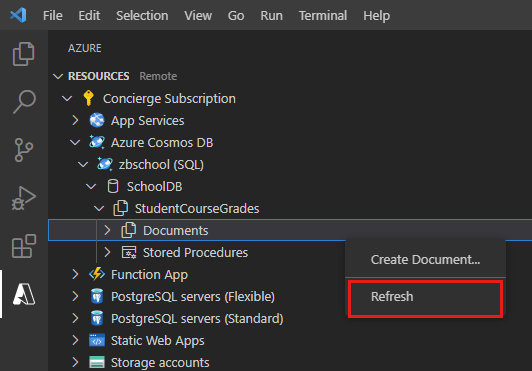 File Edit Selection View Go Run Terminal Help
AZURE
RESOURCES Remote
Concierge Subscription
App Services
Azure Cosmos DB
zbschool (SQL)
SchoolDB
StudentCourseGrades
Documents
Stored Procedures
Create Document...
Function App
Refresh
PostgreSQL servers (Flexible)
PostgreSQL servers (Standard)
Static Web Apps
Storage accounts